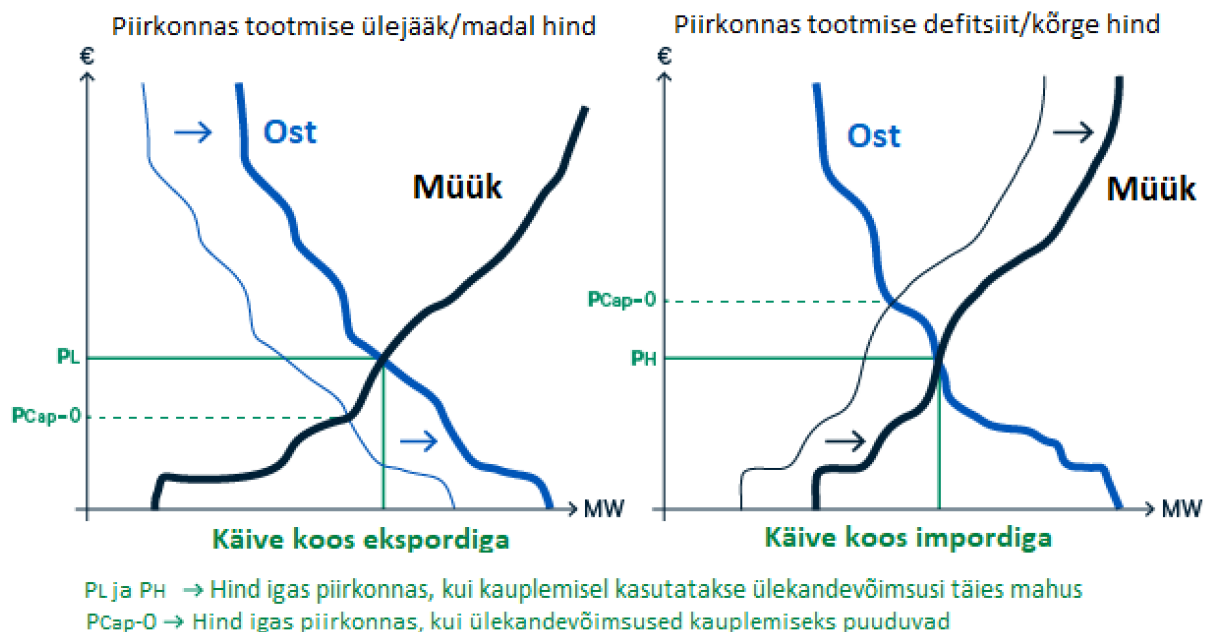 Piirkonnas tootmise ülejääk/madal hind
€
Ost
Müük
PL
PCap-0
MW
Käive koos ekspordiga
Piirkonnas tootmise defitsiit/kõrge hind
€
Ost
Müük
PCap-0
PH
MW
Käive koos impordiga
PL ja PH → Hind igas piirkonnas, kui kauplemisel kasutatakse ülekandevõimsusi täies mahus
PCap-0 → Hind igas piirkonnas, kui ülekandevõimsused kauplemiseks puuduvad